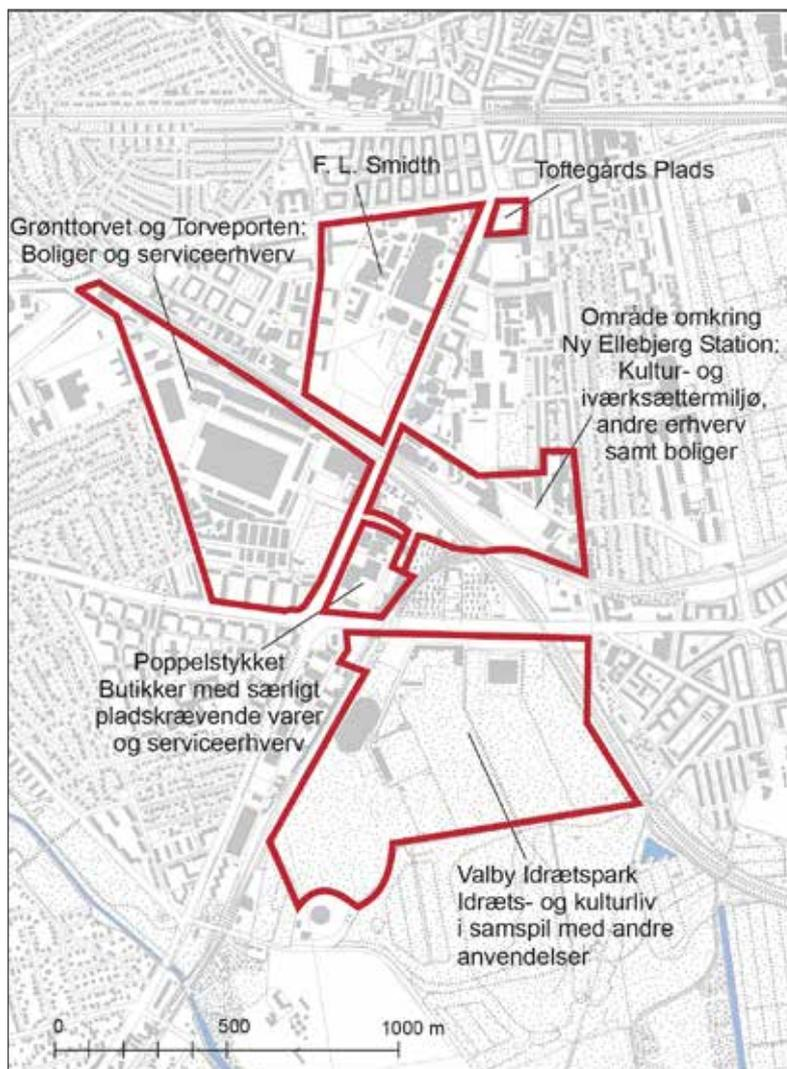 F. L. Smidth
Toftegårds Plads
Grønttorvet og Torveporten:
Boliger og serviceerhverv
Område omkring
Ny Ellebjerg Station:
Kultur- og
iværksættermiljø,
andre erhverv
samt boliger
Poppelstykket
Butikker med særligt
pladskrævende varer
og serviceerhverv
Valby Idrætspark
Idræts- og kulturliv
i samspil med andre
anvendelser
0 500 1000 m